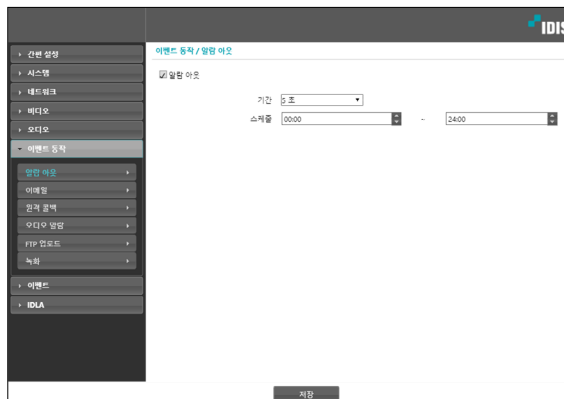 IDIS
간편 설정
시스템
네트워크
비디오
오디오
이벤트 동작
알람 아웃
이메일
원격 콜백
오디오 알람
FTP 업로드
녹화
이벤트
IDLA
이벤트 동작 / 알람 아웃
알람 아웃
기간 5 초
스케줄 00:00 ~ 24:00
저장